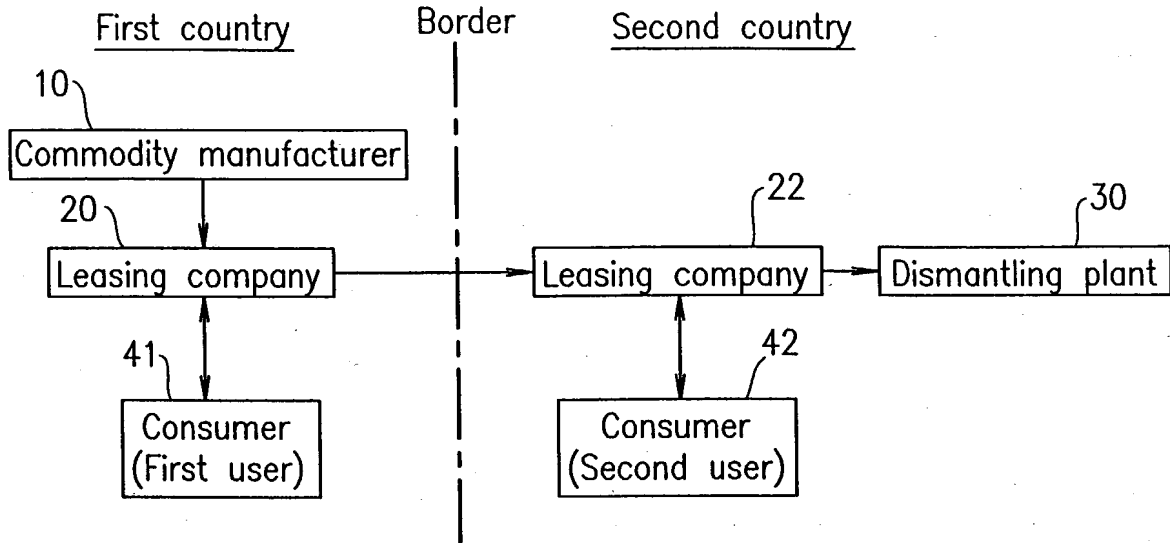 First country
Border
Second country
10
Commodity manufacturer
20
Leasing company
22
Leasing company
30
Dismantling plant
41
Consumer
(First user)
42
Consumer
(Second user)